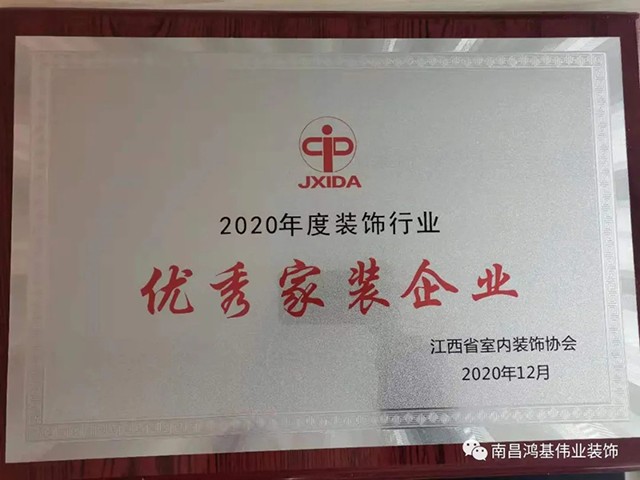 JXIDA
2020年度装饰行业
优秀家装企业
江西省室内装饰协会
2020年12月
南昌鸿基伟业装饰